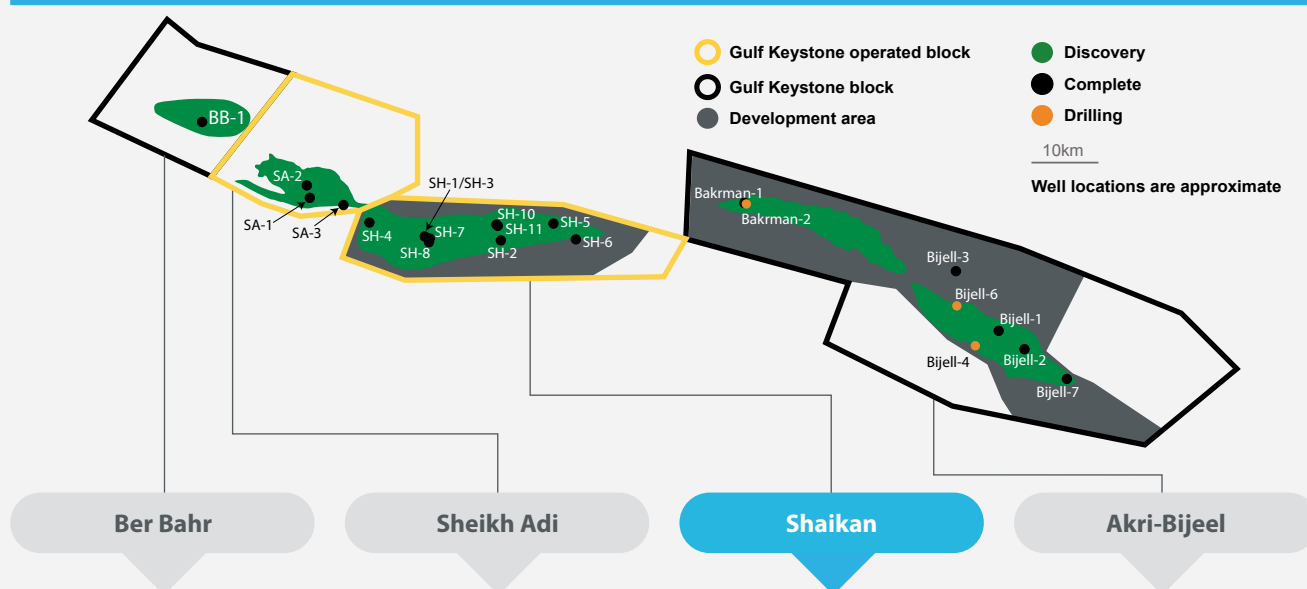 Gulf Keystone operated block
Gulf Keystone block
Development area
Discovery
Complete
Drilling
10km
Well locations are approximate
BB-1
SA-2
SA-1
SA-3
SH-1/SH-3
SH-4
SH-7
SH-8
SH-10
SH-11
SH-2
SH-5
SH-6
Bakrman-1
Bakrman-2
Bijell-3
Bijell-6
Bijell-1
Bijell-4
Bijell-2
Bijell-7
Ber Bahr
Sheikh Adi
Shaikan
Akri-Bijeel